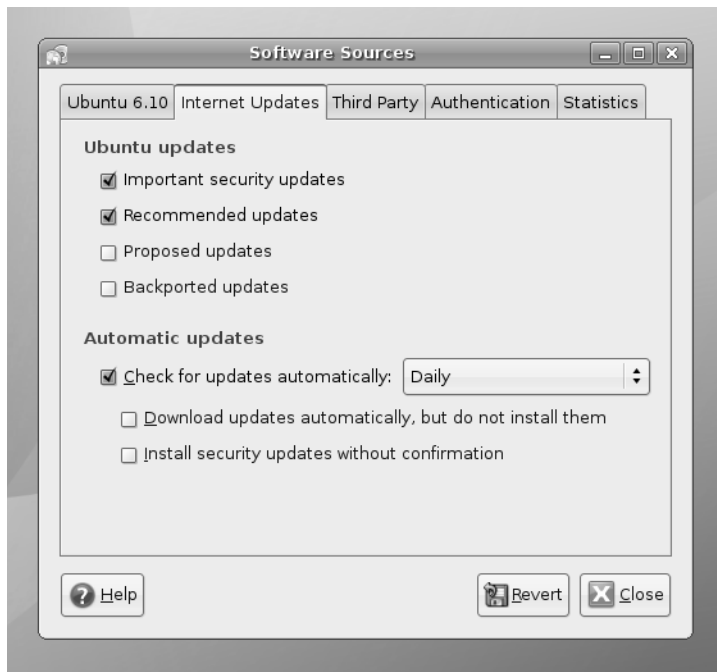 Software Sources
Ubuntu 6.10 Internet Updates Third Party Authentication Statistics
Ubuntu updates
Important security updates
Recommended updates
Proposed updates
Backported updates
Automatic updates
Check for updates automatically: Daily
Download updates automatically, but do not install them
Install security updates without confirmation
Help Revert Close